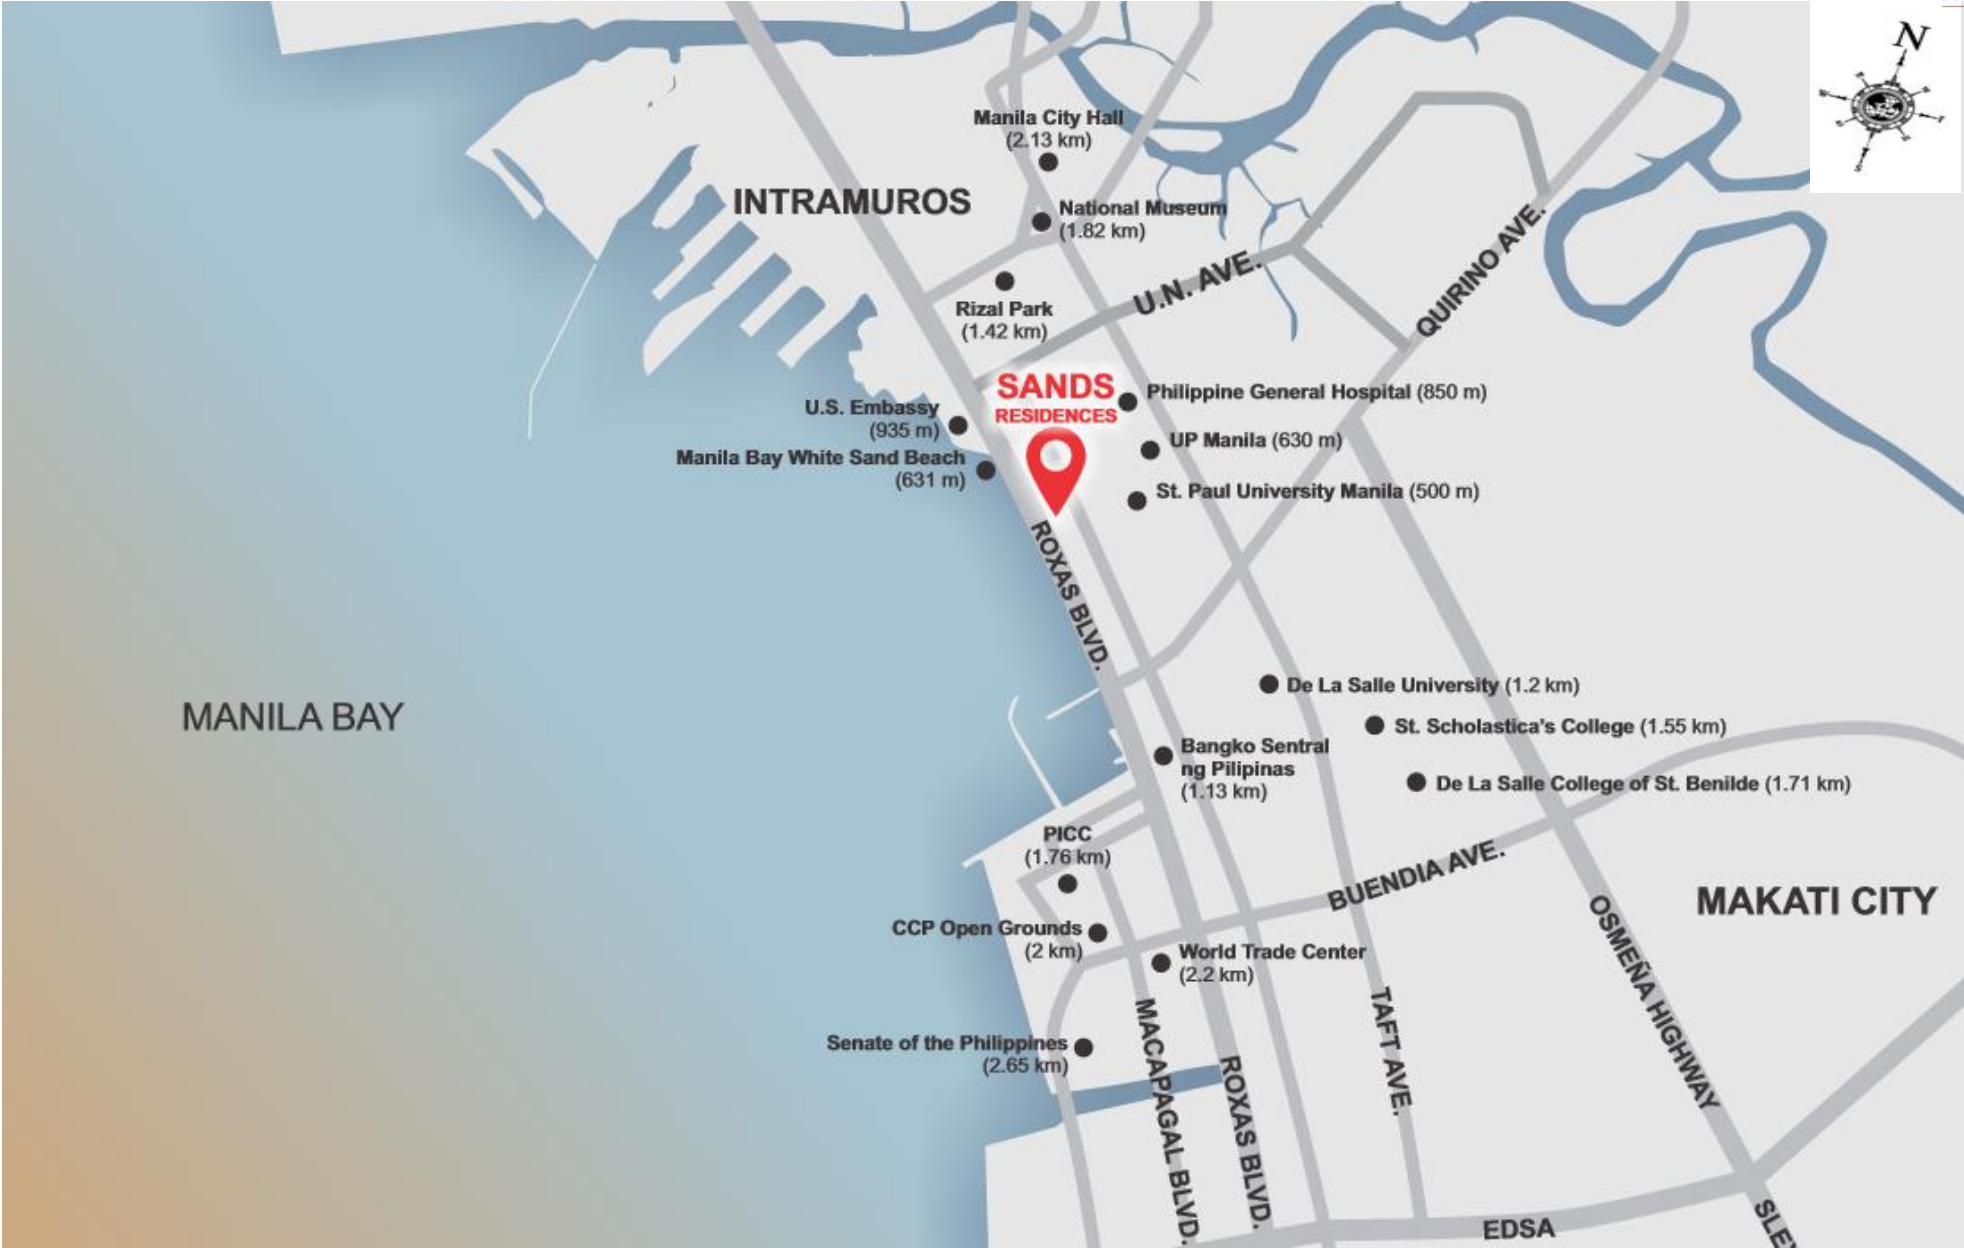 N
Manila City Hall
(2.13 km)
INTRAMUROS
National Museum
(1.82 km)
U.N. AVE.
QUIRINO AVE.
Rizal Park
(1.42 km)
SANDS
RESIDENCES
Philippine General Hospital (850 m)
U.S. Embassy
(935 m)
UP Manila (630 m)
Manila Bay White Sand Beach
(631 m)
St. Paul University Manila (500 m)
ROXAS BLVD.
De La Salle University (1.2 km)
MANILA BAY
St. Scholastica's College (1.55 km)
Bangko Sentral
ng Pilipinas
(1.13 km)
De La Salle College of St. Benilde (1.71 km)
PICC
(1.76 km)
BUENDIA AVE.
MAKATI CITY
CCP Open Grounds
(2 km)
World Trade Center
(2.2 km)
OSMEÑA HIGHWAY
TAFT AVE.
MACAPAGAL BLVD.
Senate of the Philippines
(2.65 km)
ROXAS BLVD.
EDSA